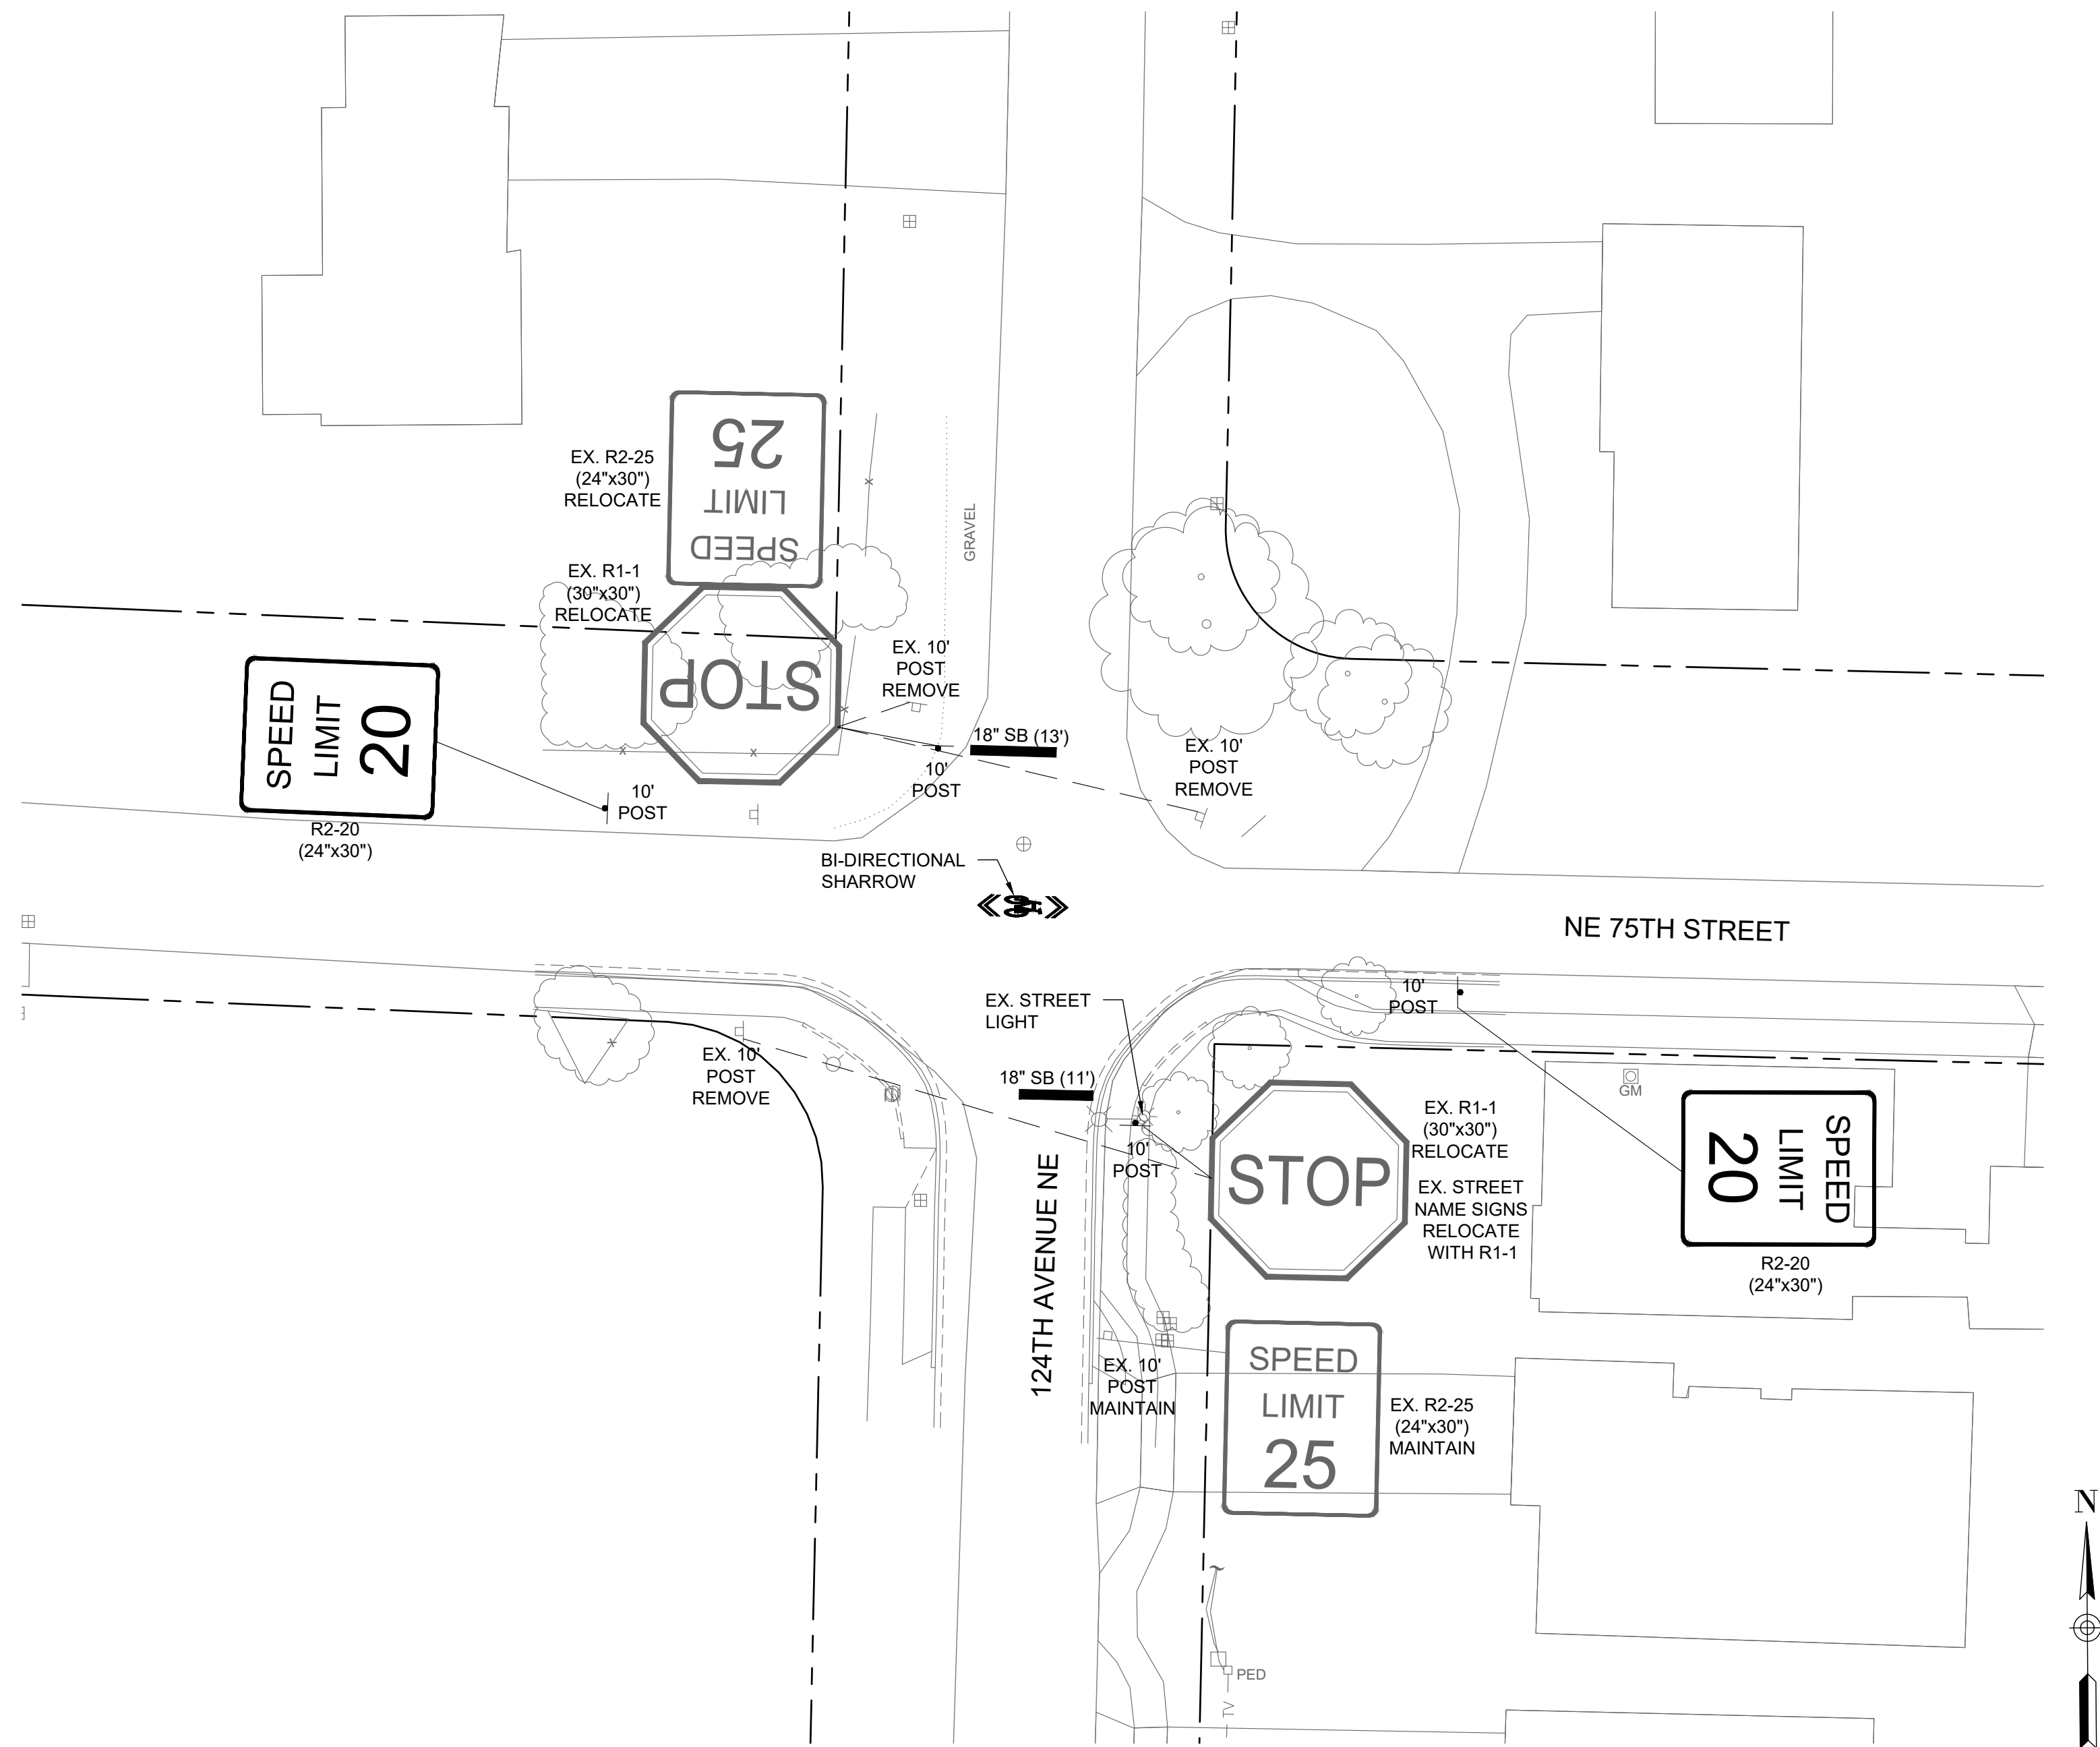 EX. R2-25
(24"x30")
RELOCATE
SPEED
LIMIT
25
GRAVEL
EX. R1-1
(30"x30")
RELOCATE
STOP
EX. 10'
POST
REMOVE
SPEED
LIMIT
20
R2-20
(24"x30")
10'
POST
18" SB (13')
10'
POST
EX. 10'
POST
REMOVE
BI-DIRECTIONAL
SHARROW
NE 75TH STREET
EX. STREET
LIGHT
10'
POST
EX. 10'
POST
REMOVE
18" SB (11')
10'
POST
124TH AVENUE NE
STOP
EX. R1-1
(30"x30")
RELOCATE
EX. STREET
NAME SIGNS
RELOCATE
WITH R1-1
GM
SPEED
LIMIT
20
R2-20
(24"x30")
EX. 10'
POST
MAINTAIN
SPEED
LIMIT
25
EX. R2-25
(24"x30")
MAINTAIN
N
PED
TV